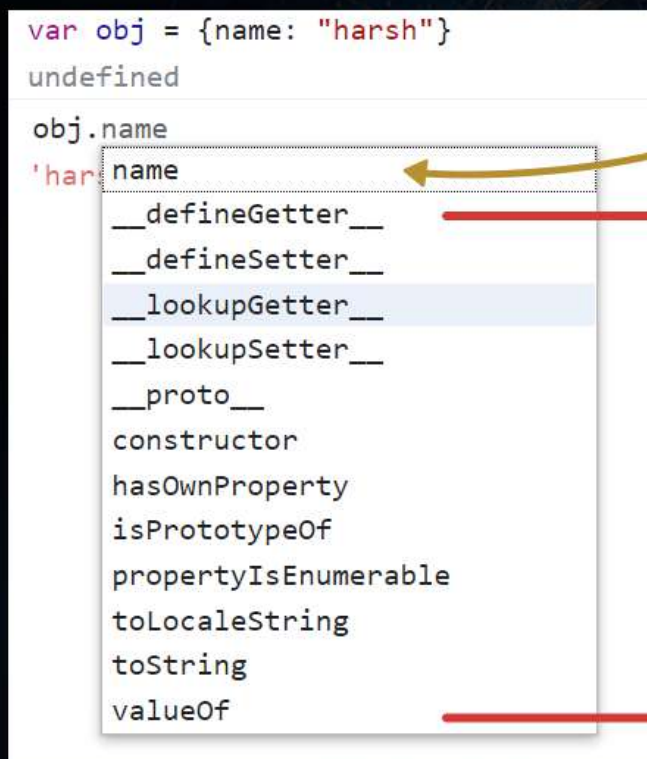 var obj = {name: "harsh"}
undefined
obj.name
'har
name
__defineGetter__
__defineSetter__
__lookupGetter__
__lookupSetter__
__proto__
constructor
hasOwnProperty
isPrototypeOf
propertyIsEnumerable
toLocaleString
toString
valueOf